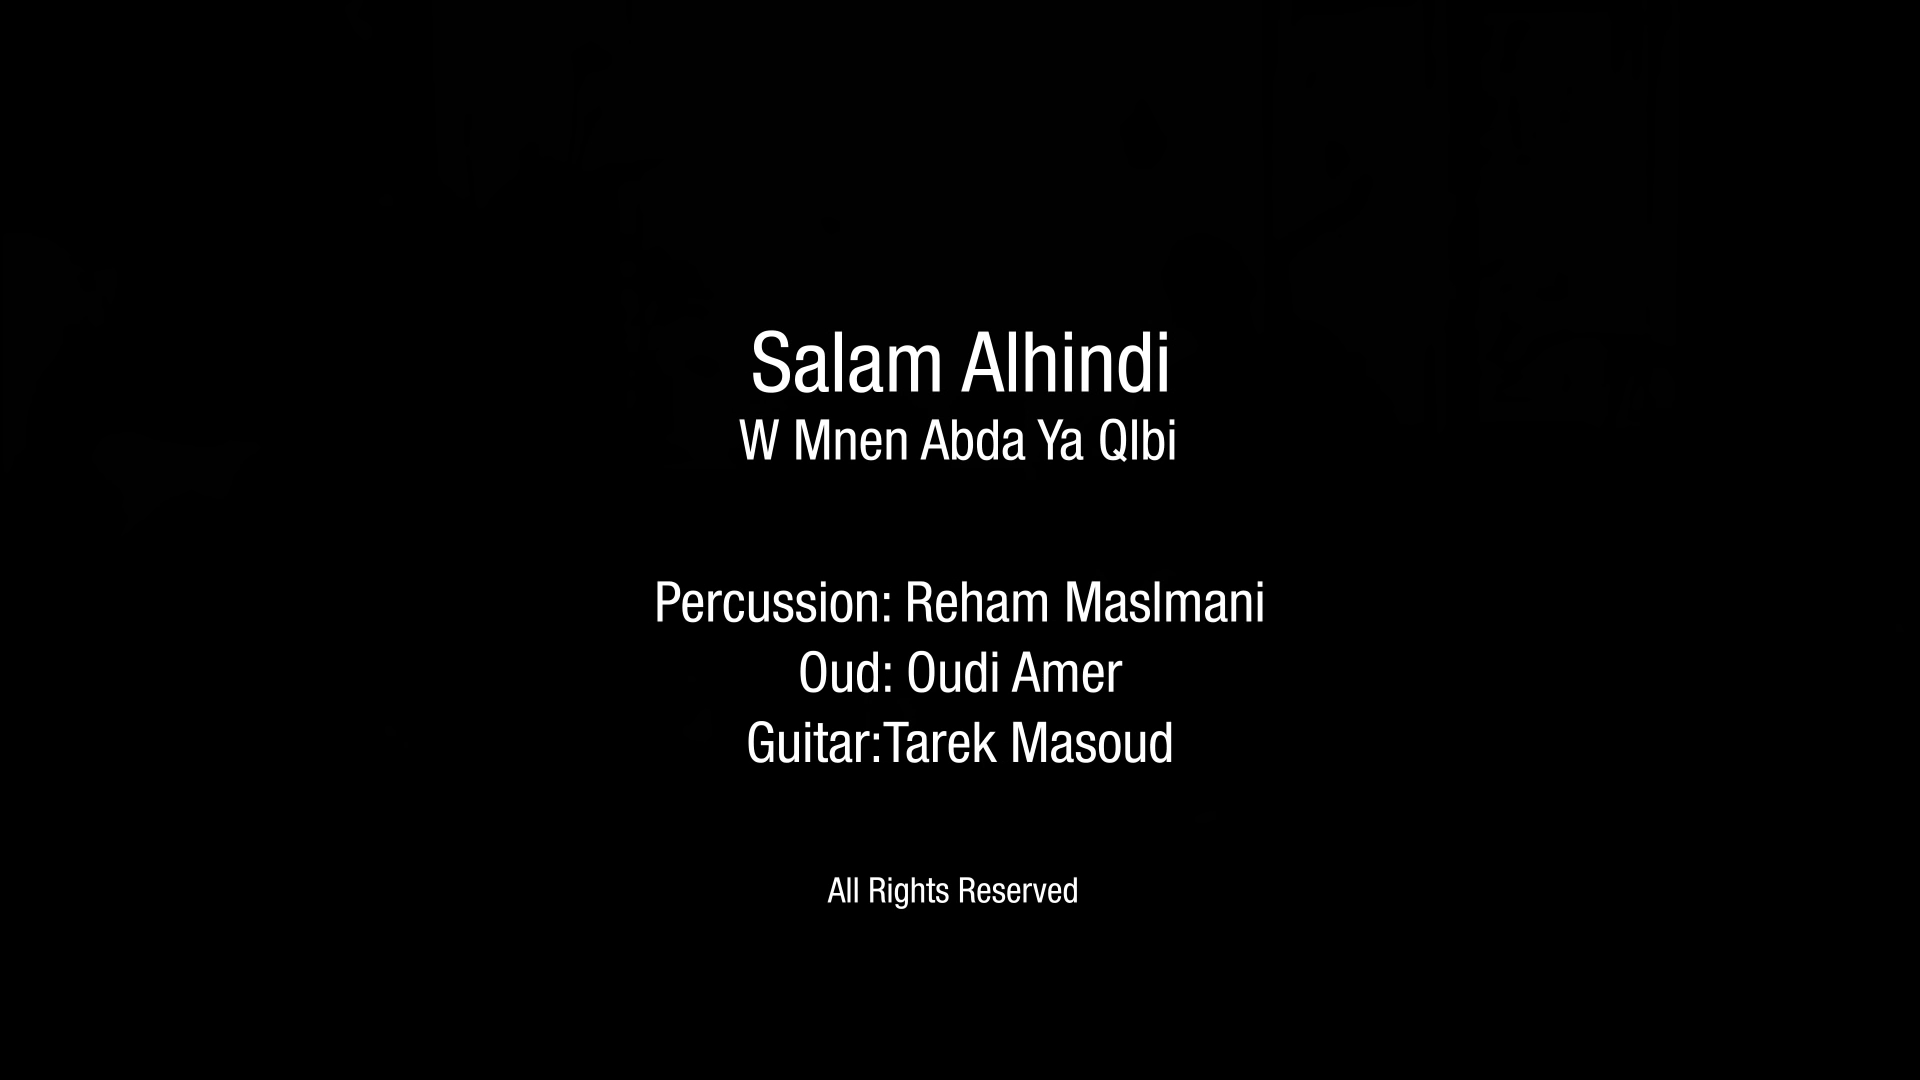 Salam Alhindi
W Mnen Abda Ya Qlbi
Percussion: Reham Maslmani
Oud: Oudi Amer
Guitar:Tarek Masoud
All Rights Reserved